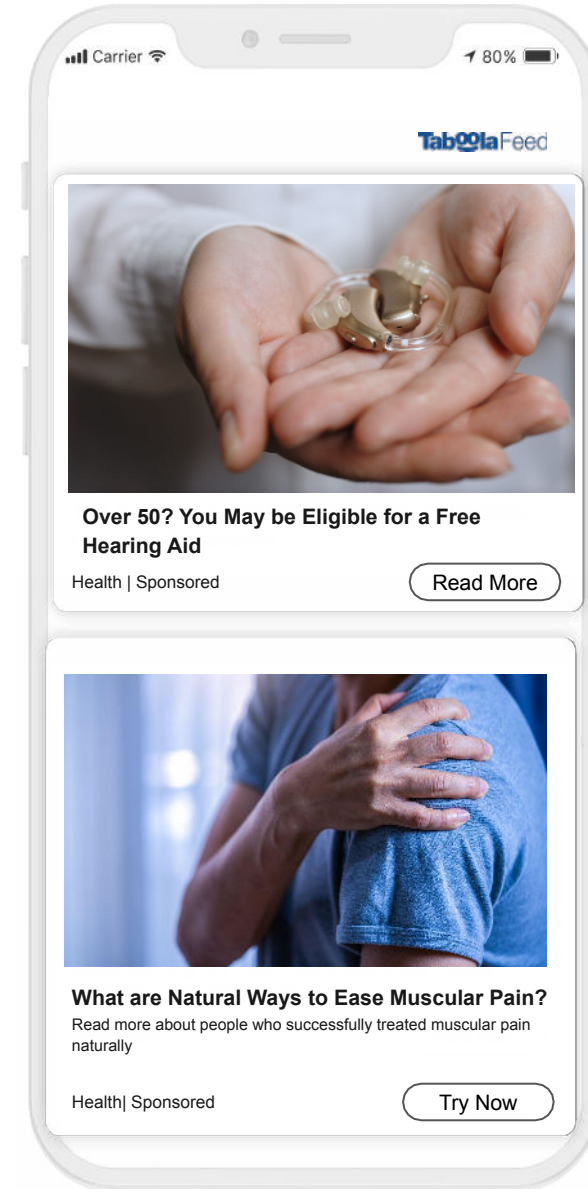 Carrier
80%
Taboola Feed
Over 50? You May be Eligible for a Free
Hearing Aid
Health | Sponsored
Read More
What are Natural Ways to Ease Muscular Pain?
Read more about people who successfully treated muscular pain
naturally
Health| Sponsored
Try Now